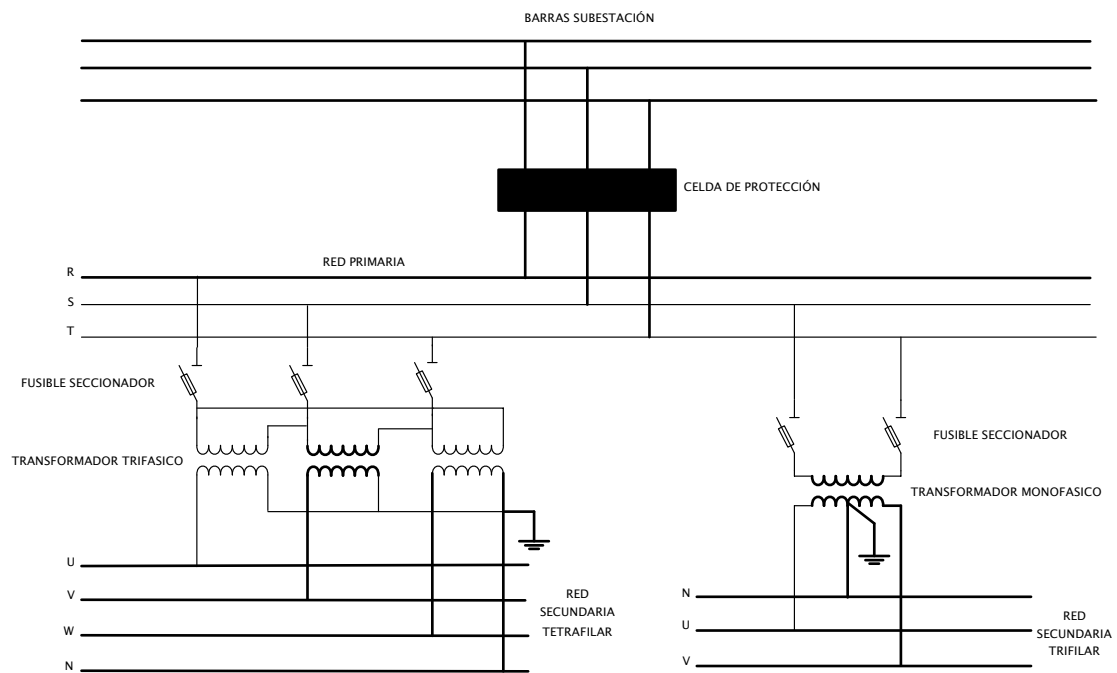 BARRAS SUBESTACIÓN
CELDA DE PROTECCIÓN
RED PRIMARIA
R
S
T
FUSIBLE SECCIONADOR
FUSIBLE SECCIONADOR
TRANSFORMADOR TRIFASICO
TRANSFORMADOR MONOFASICO
U
V
W
N
RED
SECUNDARIA
TETRAFILAR
N
U
V
RED
SECUNDARIA
TRIFILAR